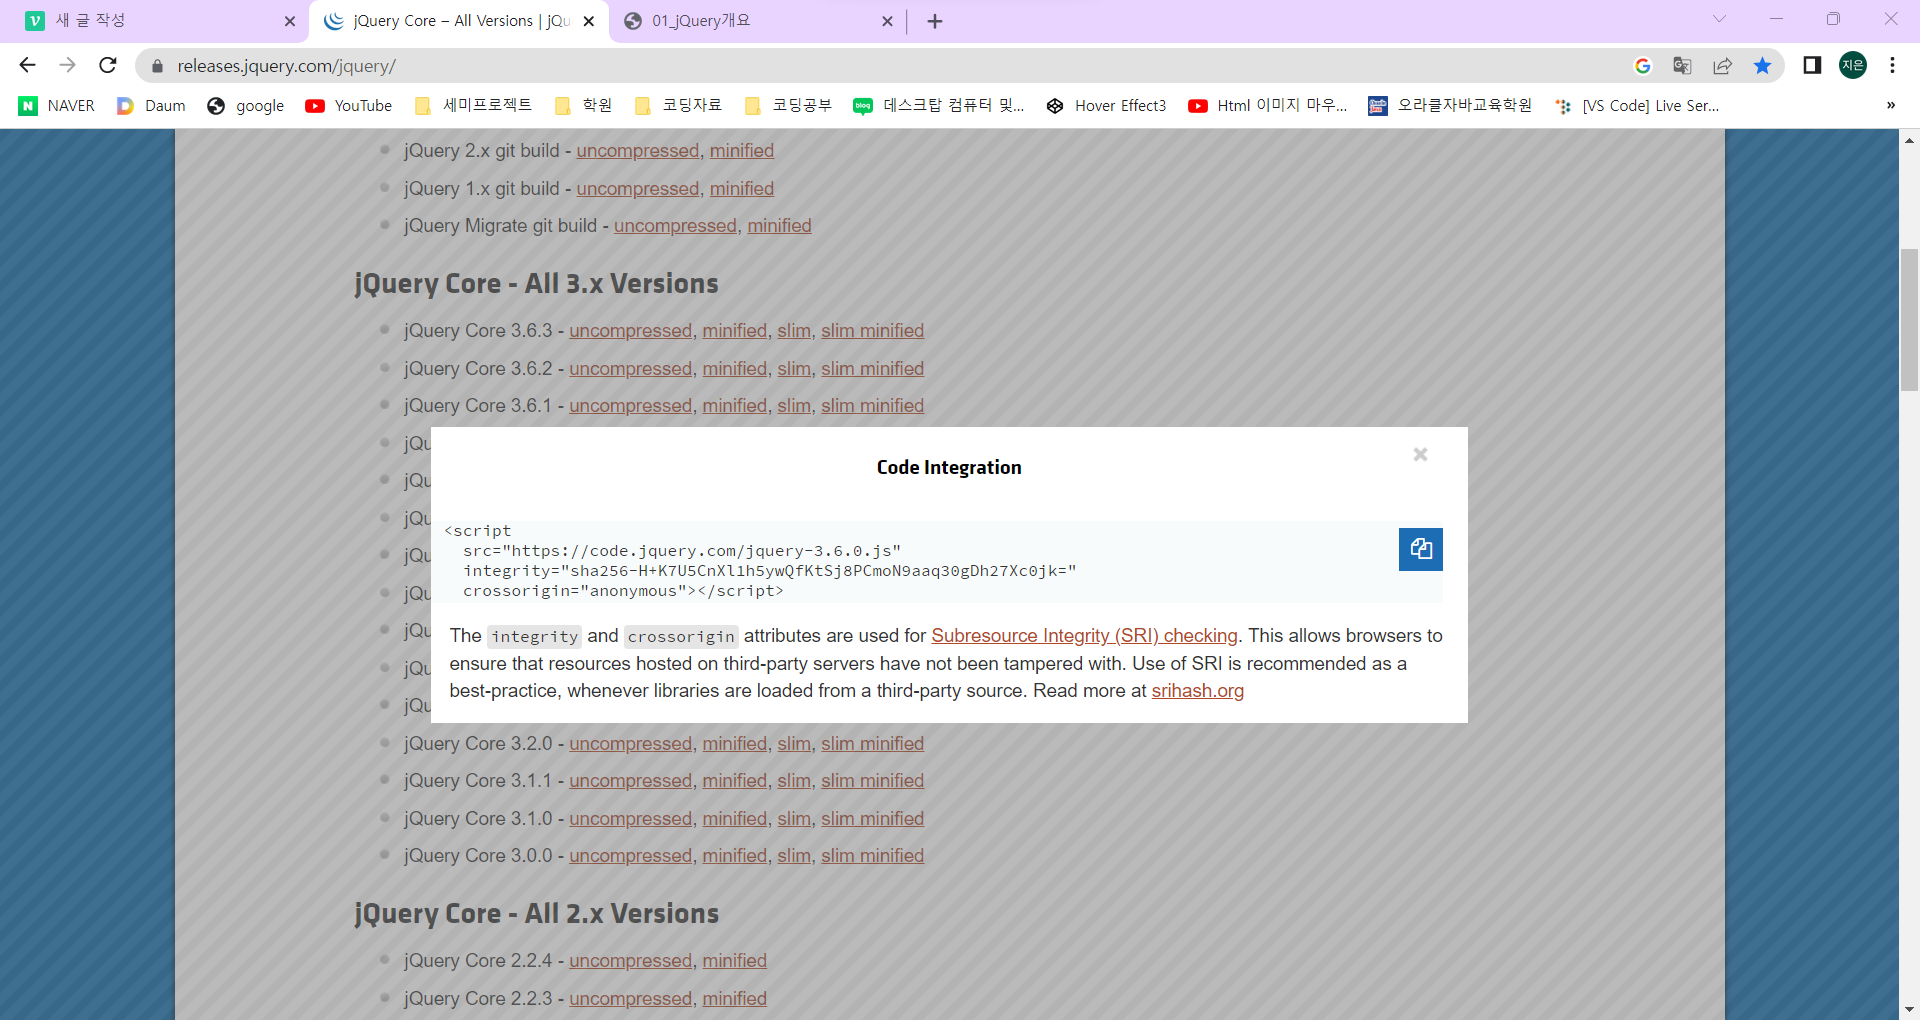 새 글 작성
jQuery Core – All Versions | jQu
01_jQuery개요
releases.jquery.com/jquery/
지은
NAVER
Daum
google
YouTube
세미프로젝트
학원
코딩자료
코딩공부
데스크탑 컴퓨터 및...
Hover Effect3
Html 이미지 마우...
오라클자바교육학원
[VS Code] Live Ser...
»
jQuery 2.x git build - uncompressed, minified
jQuery 1.x git build - uncompressed, minified
jQuery Migrate git build - uncompressed, minified
jQuery Core - All 3.x Versions
jQuery Core 3.6.3 - uncompressed, minified, slim, slim minified
jQuery Core 3.6.2 - uncompressed, minified, slim, slim minified
jQuery Core 3.6.1 - uncompressed, minified, slim, slim minified
jQu
jQu
jQu
jQu
jQu
jQu
jQu
jQu
Code Integration
<script
src="https://code.jquery.com/jquery-3.6.0.js"
integrity="sha256-H+K7U5CnXl1h5ywQfKtSj8PCmoN9aaq30gDh27Xc0jk="
crossorigin="anonymous"></script>
The integrity and crossorigin attributes are used for Subresource Integrity (SRI) checking. This allows browsers to
ensure that resources hosted on third-party servers have not been tampered with. Use of SRI is recommended as a
best-practice, whenever libraries are loaded from a third-party source. Read more at srihash.org
jQuery Core 3.2.0 - uncompressed, minified, slim, slim minified
jQuery Core 3.1.1 - uncompressed, minified, slim, slim minified
jQuery Core 3.1.0 - uncompressed, minified, slim, slim minified
jQuery Core 3.0.0 - uncompressed, minified, slim, slim minified
jQuery Core - All 2.x Versions
jQuery Core 2.2.4 - uncompressed, minified
jQuery Core 2.2.3 - uncompressed, minified